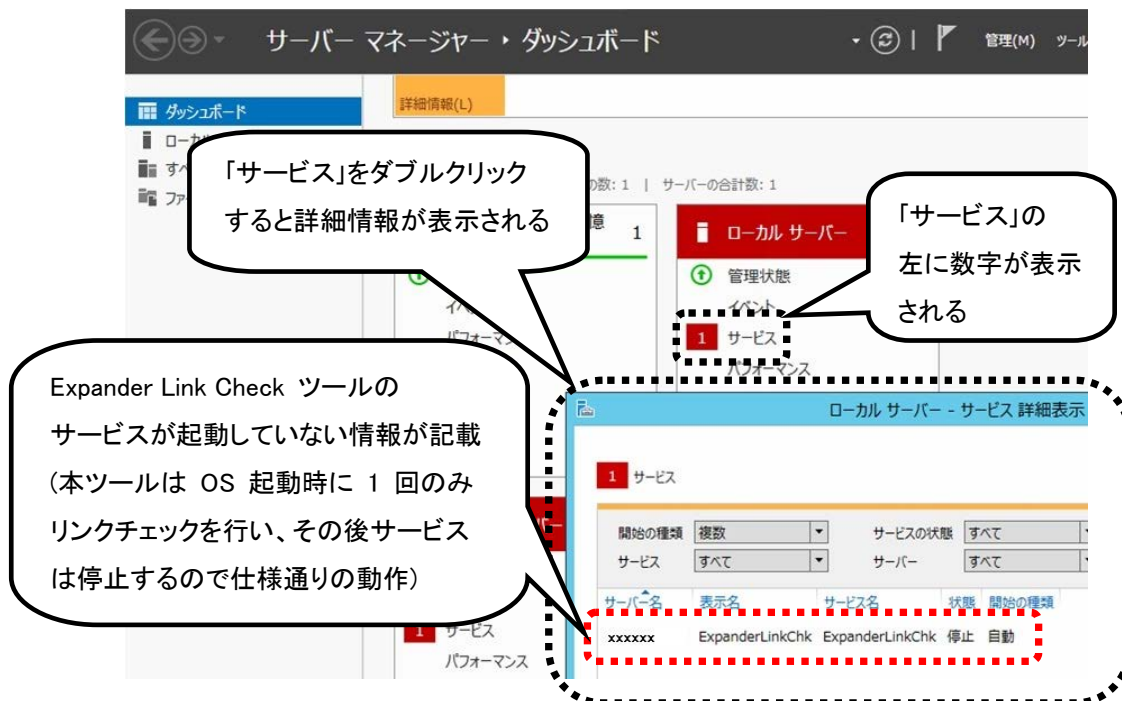 サーバー マネージャー ・ ダッシュボード
管理(M) ツール
ダッシュボード
詳細情報(L)
「サービス」をダブルクリック
すると詳細情報が表示される
の数: 1 | サーバーの合計数: 1
1
ローカル サーバー
管理状態
イベント
1 サービス
パフォーマンス
「サービス」の
左に数字が表示
される
Expander Link Check ツールの
サービスが起動していない情報が記載
(本ツールは OS 起動時に 1 回のみ
リンクチェックを行い、その後サービス
は停止するので仕様通りの動作)
ローカル サーバー - サービス 詳細表示
1 サービス
開始の種類 複数 サービスの状態 すべて
サービス すべて サーバー すべて
サーバー名 表示名 サービス名 状態 開始の種類
xxxxxx ExpanderLinkChk ExpanderLinkChk 停止 自動
1 サービス
パフォーマンス